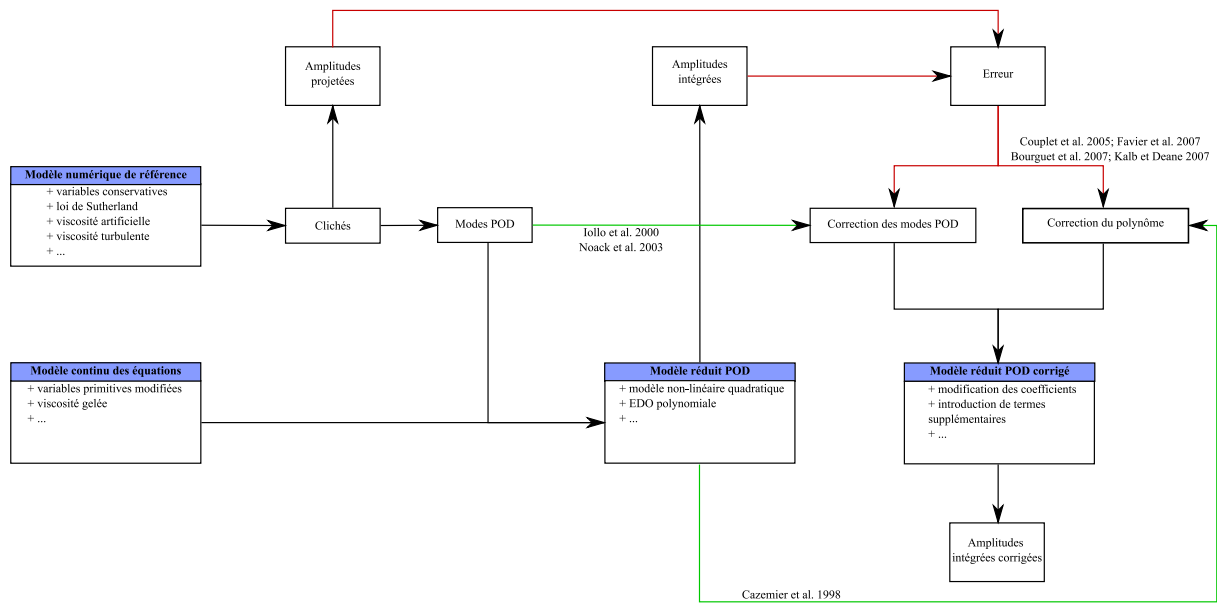 Amplitudes
projetées
Amplitudes
intégrées
Erreur
Couplet et al. 2005; Favier et al. 2007
Bourguet et al. 2007; Kalb et Deane 2007
Modèle numérique de référence
+ variables conservatives
+ loi de Sutherland
+ viscosité artificielle
+ viscosité turbulente
+ ...
Clichés
Modes POD
Iollo et al. 2000
Noack et al. 2003
Correction des modes POD
Correction du polynôme
Modèle continu des équations
+ variables primitives modifiées
+ viscosité gelée
+ ...
Modèle réduit POD
+ modèle non-linéaire quadratique
+ EDO polynomiale
+ ...
Modèle réduit POD corrigé
+ modification des coefficients
+ introduction de termes
supplémentaires
+ ...
Amplitudes
intégrées corrigées
Cazemier et al. 1998